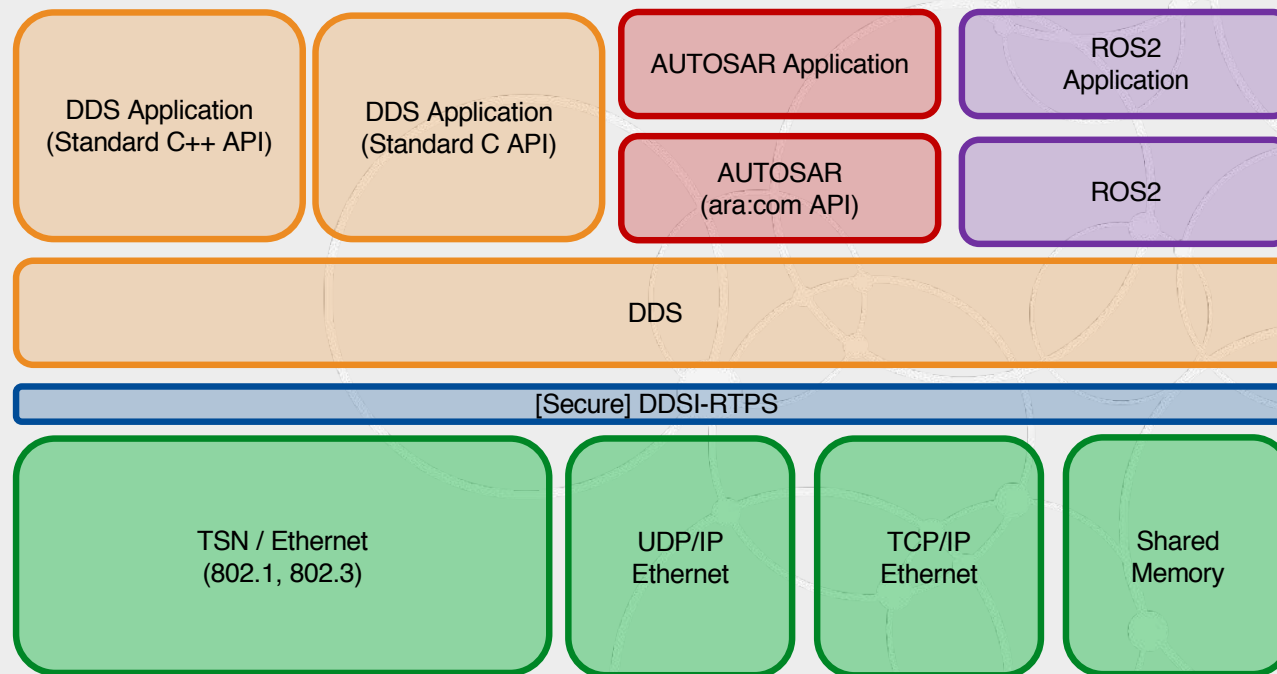 DDS Application
(Standard C++ API)
DDS Application
(Standard C API)
AUTOSAR Application
ROS2
Application
AUTOSAR
(ara:com API)
ROS2
DDS
[Secure] DDSI-RTPS
TSN / Ethernet
(802.1, 802.3)
UDP/IP
Ethernet
TCP/IP
Ethernet
Shared
Memory